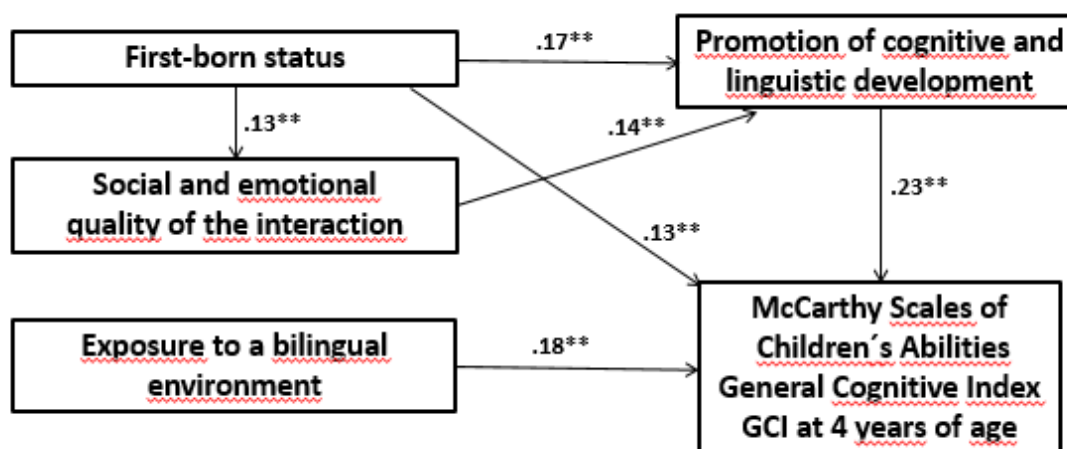 First-born status
.17**
Promotion of cognitive and
linguistic development
.13**
.14**
Social and emotional
quality of the interaction
.23**
.13**
Exposure to a bilingual
environment
.18**
McCarthy Scales of
Children´s Abilities
General Cognitive Index
GCI at 4 years of age